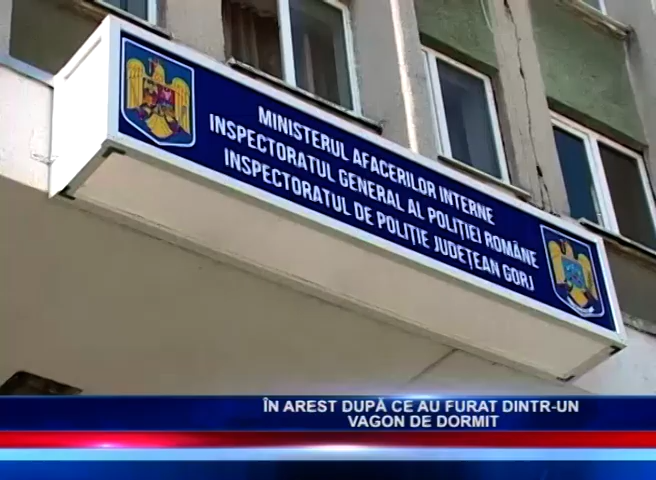 MINISTERUL AFACERILOR INTERNE
INSPECTORATUL GENERAL AL POLIȚIEI ROMÂNE
INSPECTORATUL DE POLIȚIE JUDEȚEAN GORJ
ÎN AREST DUPĂ CE AU FURAT DINTR-UN
VAGON DE DORMIT